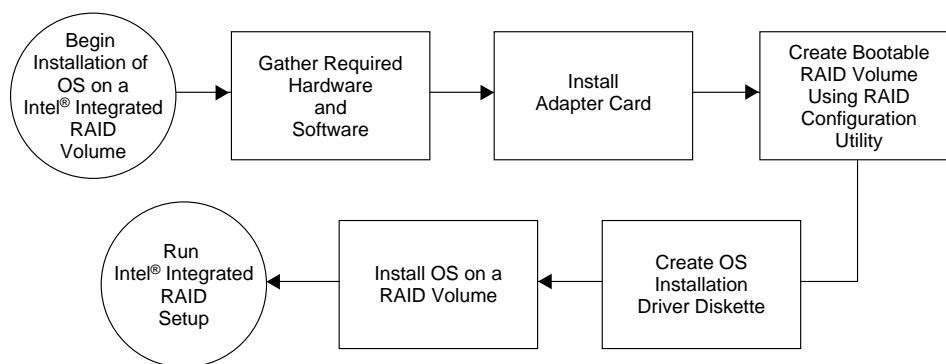 Begin
Installation of
OS on a
Intel® Integrated
RAID
Volume
Gather Required
Hardware
and
Software
Install
Adapter Card
Create Bootable
RAID Volume
Using RAID
Configuration
Utility
Create OS
Installation
Driver Diskette
Install OS on a
RAID Volume
Run
Intel® Integrated
RAID
Setup